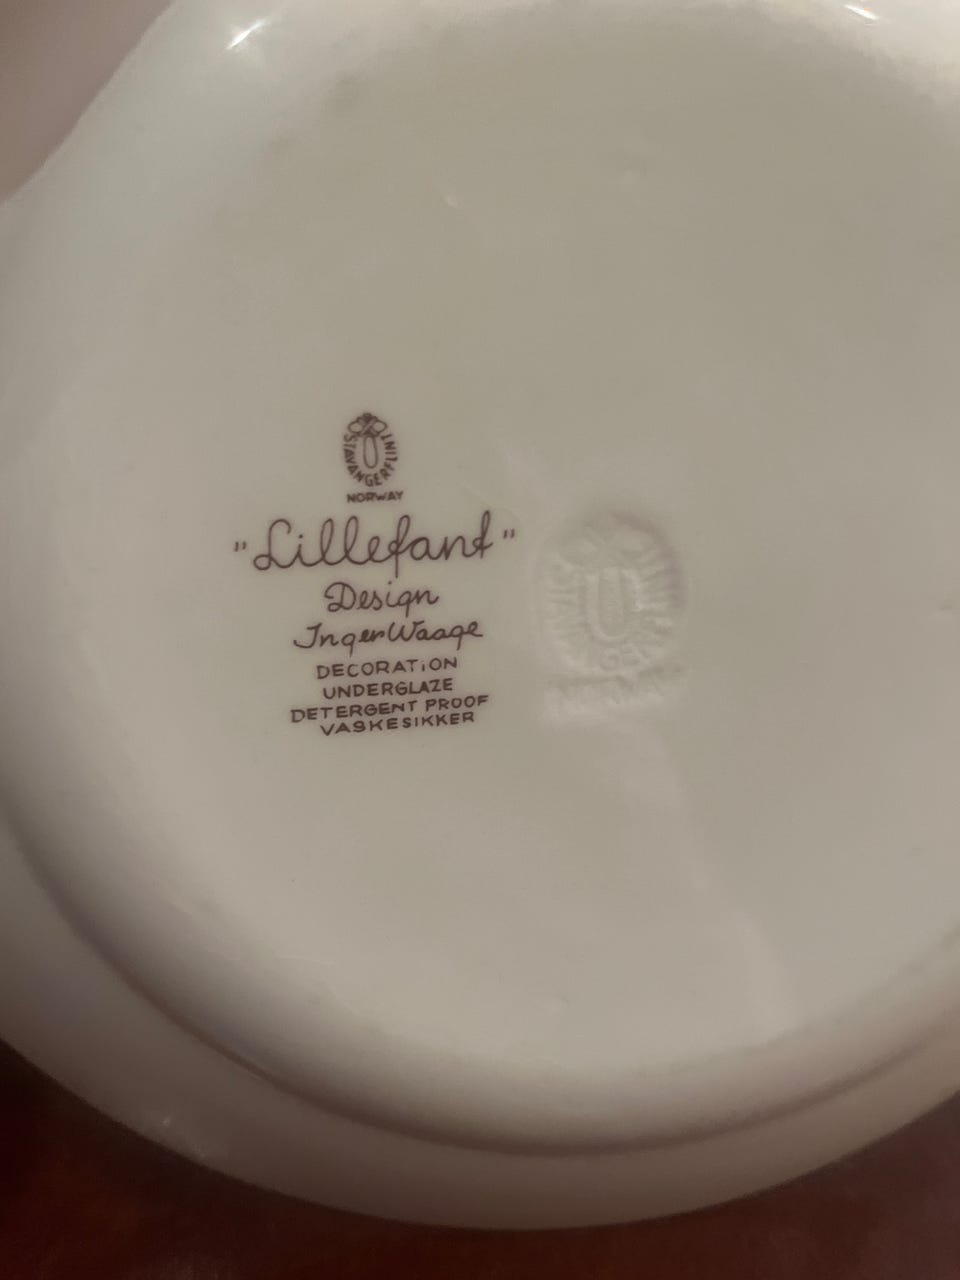 STAVANGERFLINT
NORWAY
"Lillefant"
Design
Inger Waage
DECORATiON
UNDERGLAZE
DETERGENT PROOF
VASKESIKKER